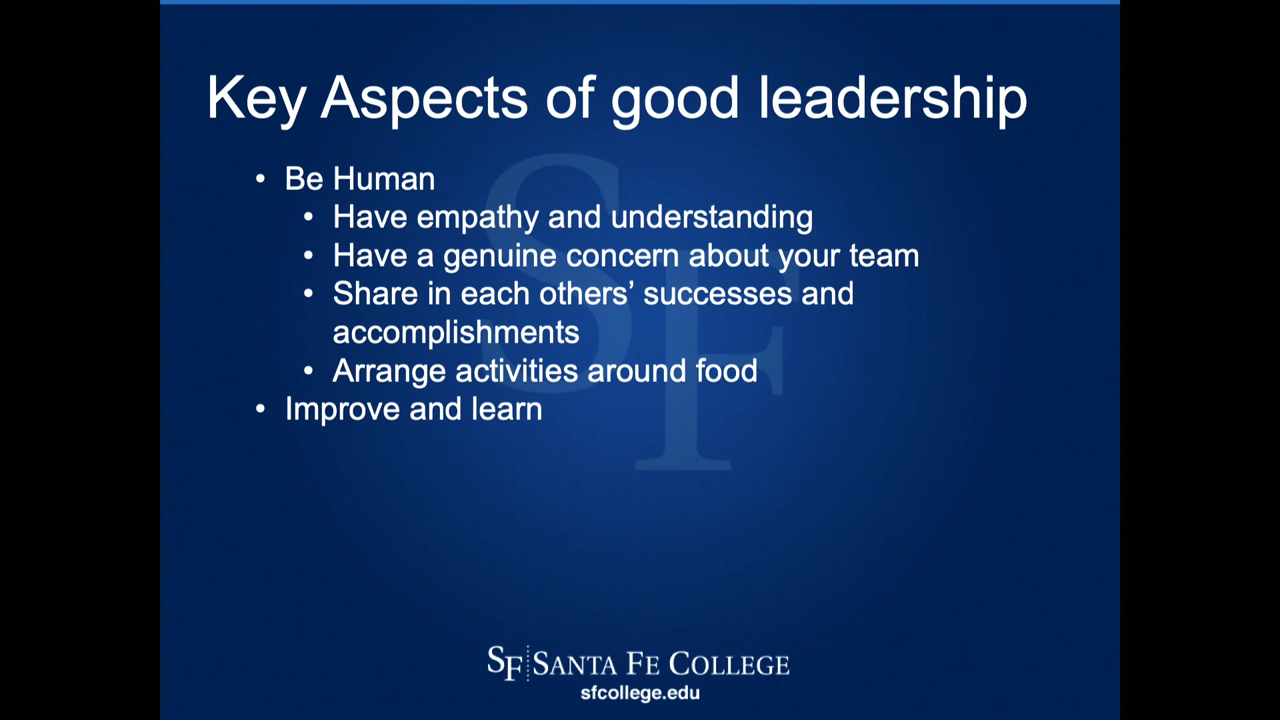 Key Aspects of good leadership
• Be Human
• Have empathy and understanding
• Have a genuine concern about your team
• Share in each others’ successes and
accomplishments
• Arrange activities around food
• Improve and learn
SF
SF SANTA FE COLLEGE
sfcollege.edu